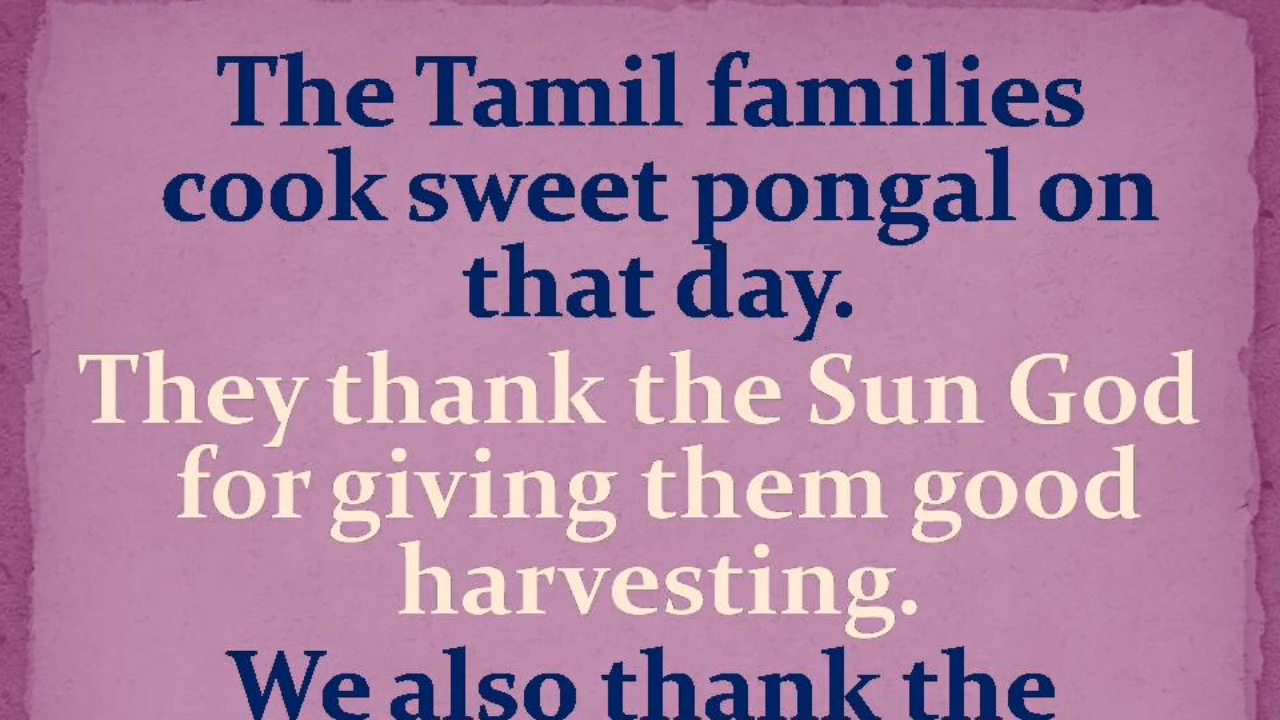 The Tamil families
cook sweet pongal on
that day.
They thank the Sun God
for giving them good
harvesting.
We also thank the